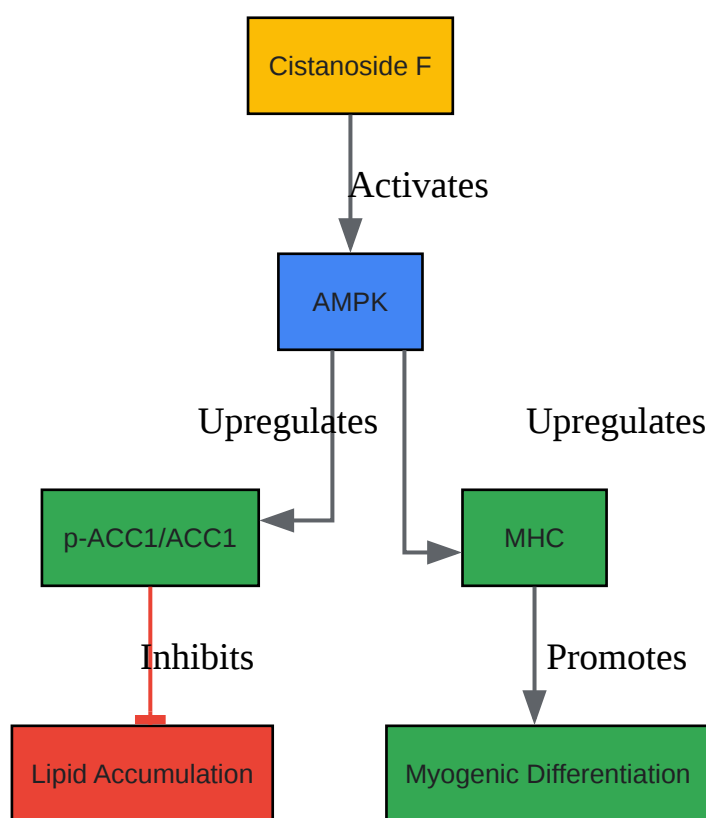 Cistanoside F
Activates
AMPK
Upregulates
Upregulates
p-ACC1/ACC1
MHC
Inhibits
Promotes
Lipid Accumulation
Myogenic Differentiation